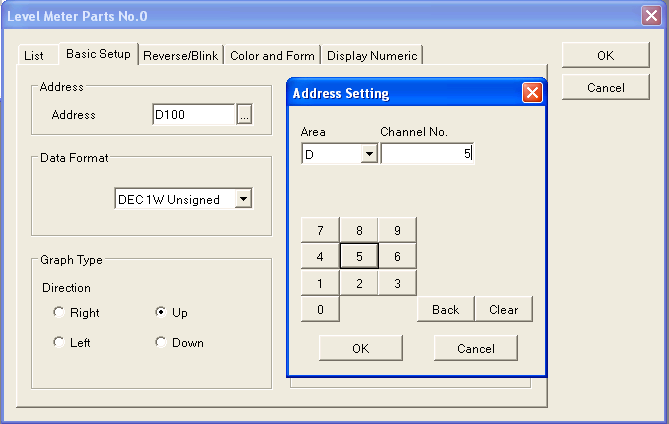 Level Meter Parts No.0
List
Basic Setup
Reverse/Blink
Color and Form
Display Numeric
OK
Cancel
Address
Address
D100
...
Data Format
DEC 1W Unsigned
Graph Type
Direction
Right
Up
Left
Down
Address Setting
Area
Channel No.
D
5
7 8 9
4 5 6
1 2 3
0
Back
Clear
OK
Cancel